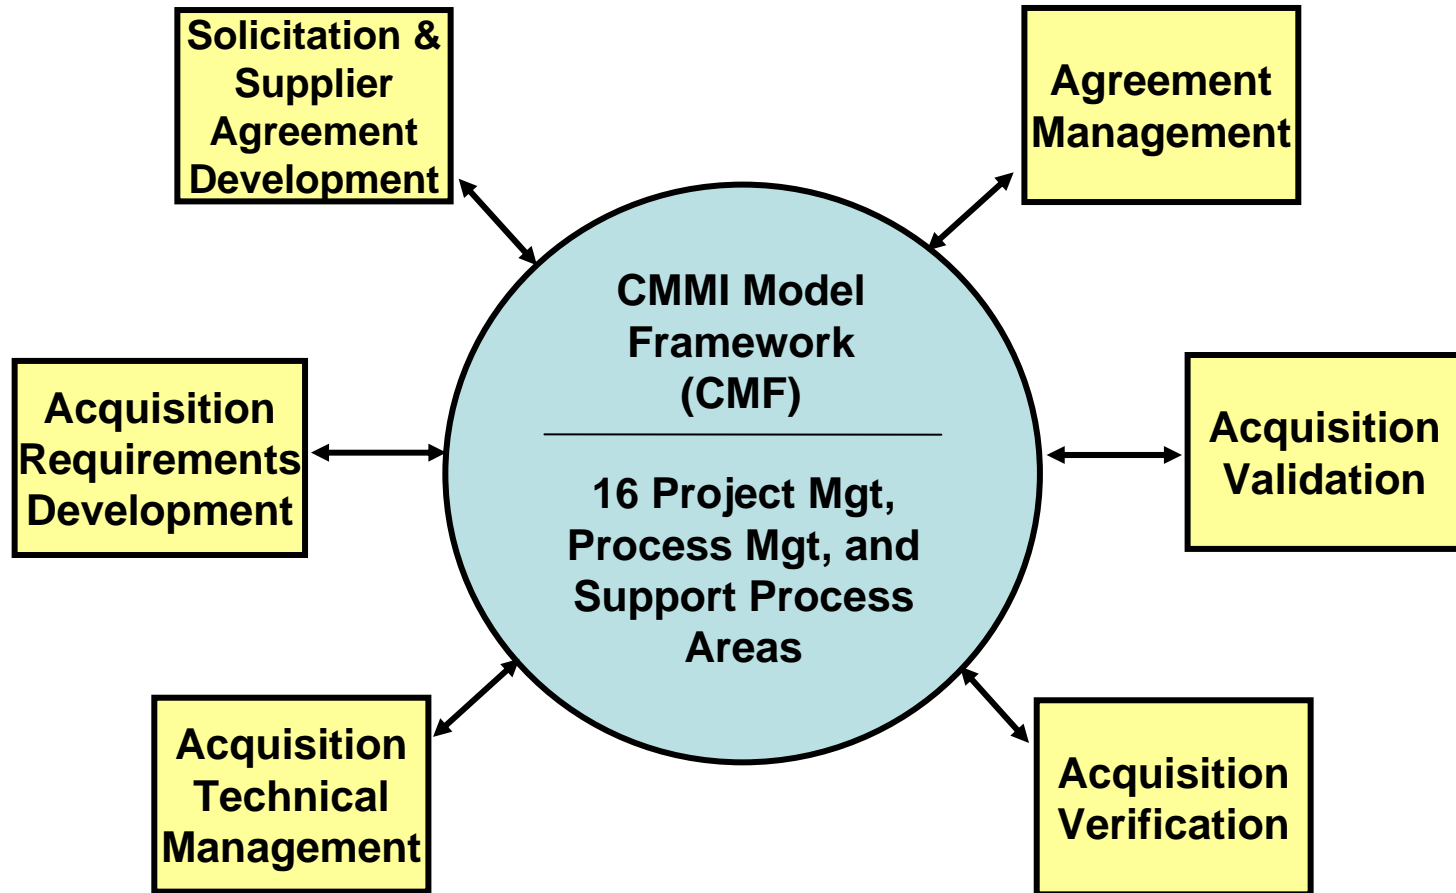 Solicitation &
Supplier
Agreement
Development
Agreement
Management
CMMI Model
Framework
(CMF)
16 Project Mgt,
Process Mgt, and
Support Process
Areas
Acquisition
Requirements
Development
Acquisition
Validation
Acquisition
Technical
Management
Acquisition
Verification